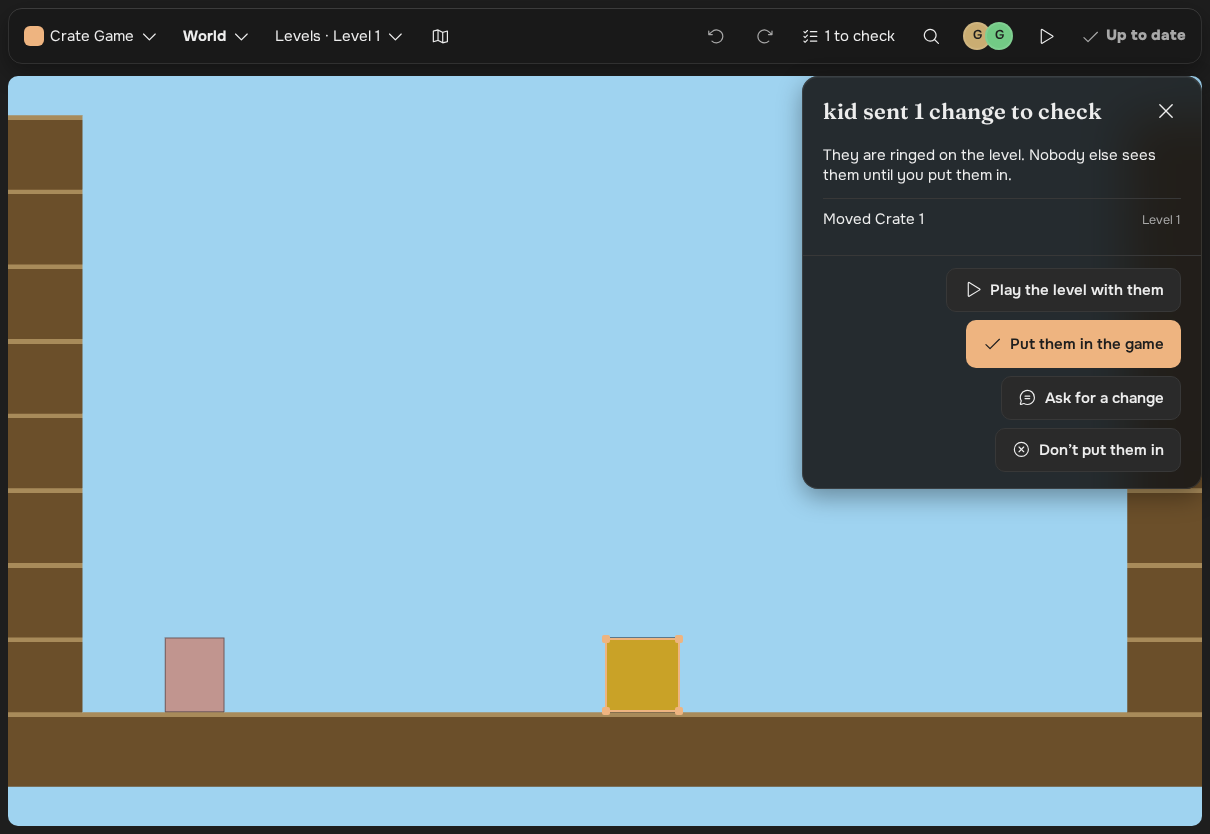 Crate Game
World
Levels · Level 1
1 to check
G
G
Up to date
kid sent 1 change to check
They are ringed on the level. Nobody else sees
them until you put them in.
Moved Crate 1
Level 1
Play the level with them
Put them in the game
Ask for a change
Don’t put them in